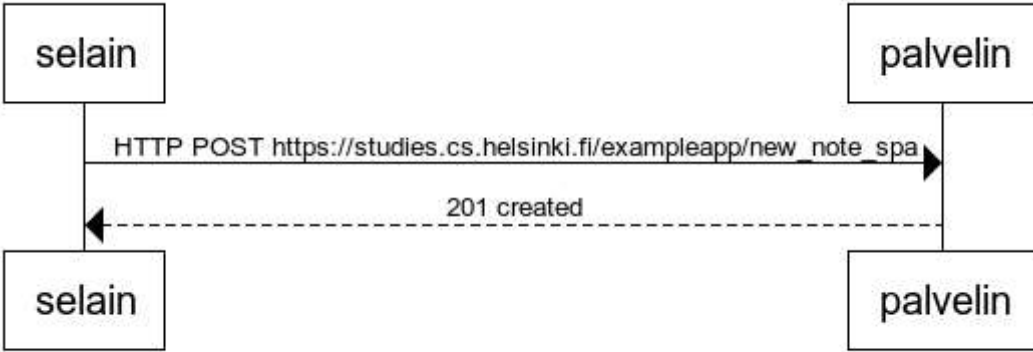 selain palvelin
HTTP POST https://studies.cs.helsinki.fi/exampleapp/new_note_spa
201 created
selain palvelin